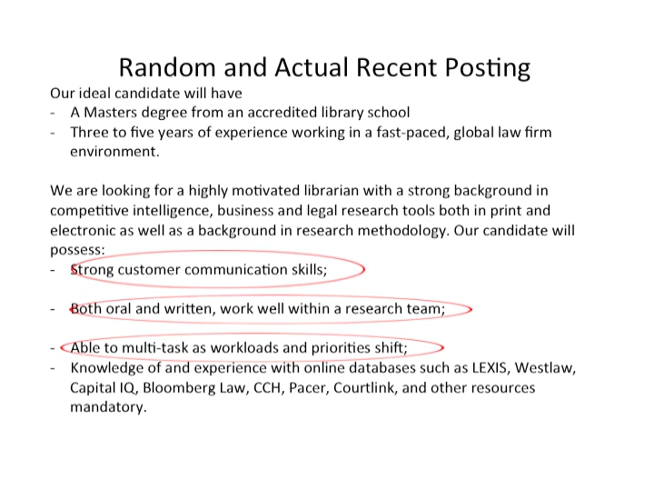 Random and Actual Recent Posting
Our ideal candidate will have
- A Masters degree from an accredited library school
- Three to five years of experience working in a fast-paced, global law firm
environment.
We are looking for a highly motivated librarian with a strong background in
competitive intelligence, business and legal research tools both in print and
electronic as well as a background in research methodology. Our candidate will
possess:
- Strong customer communication skills;
- Both oral and written, work well within a research team;
- Able to multi-task as workloads and priorities shift;
- Knowledge of and experience with online databases such as LEXIS, Westlaw,
Capital IQ, Bloomberg Law, CCH, Pacer, Courtlink, and other resources
mandatory.